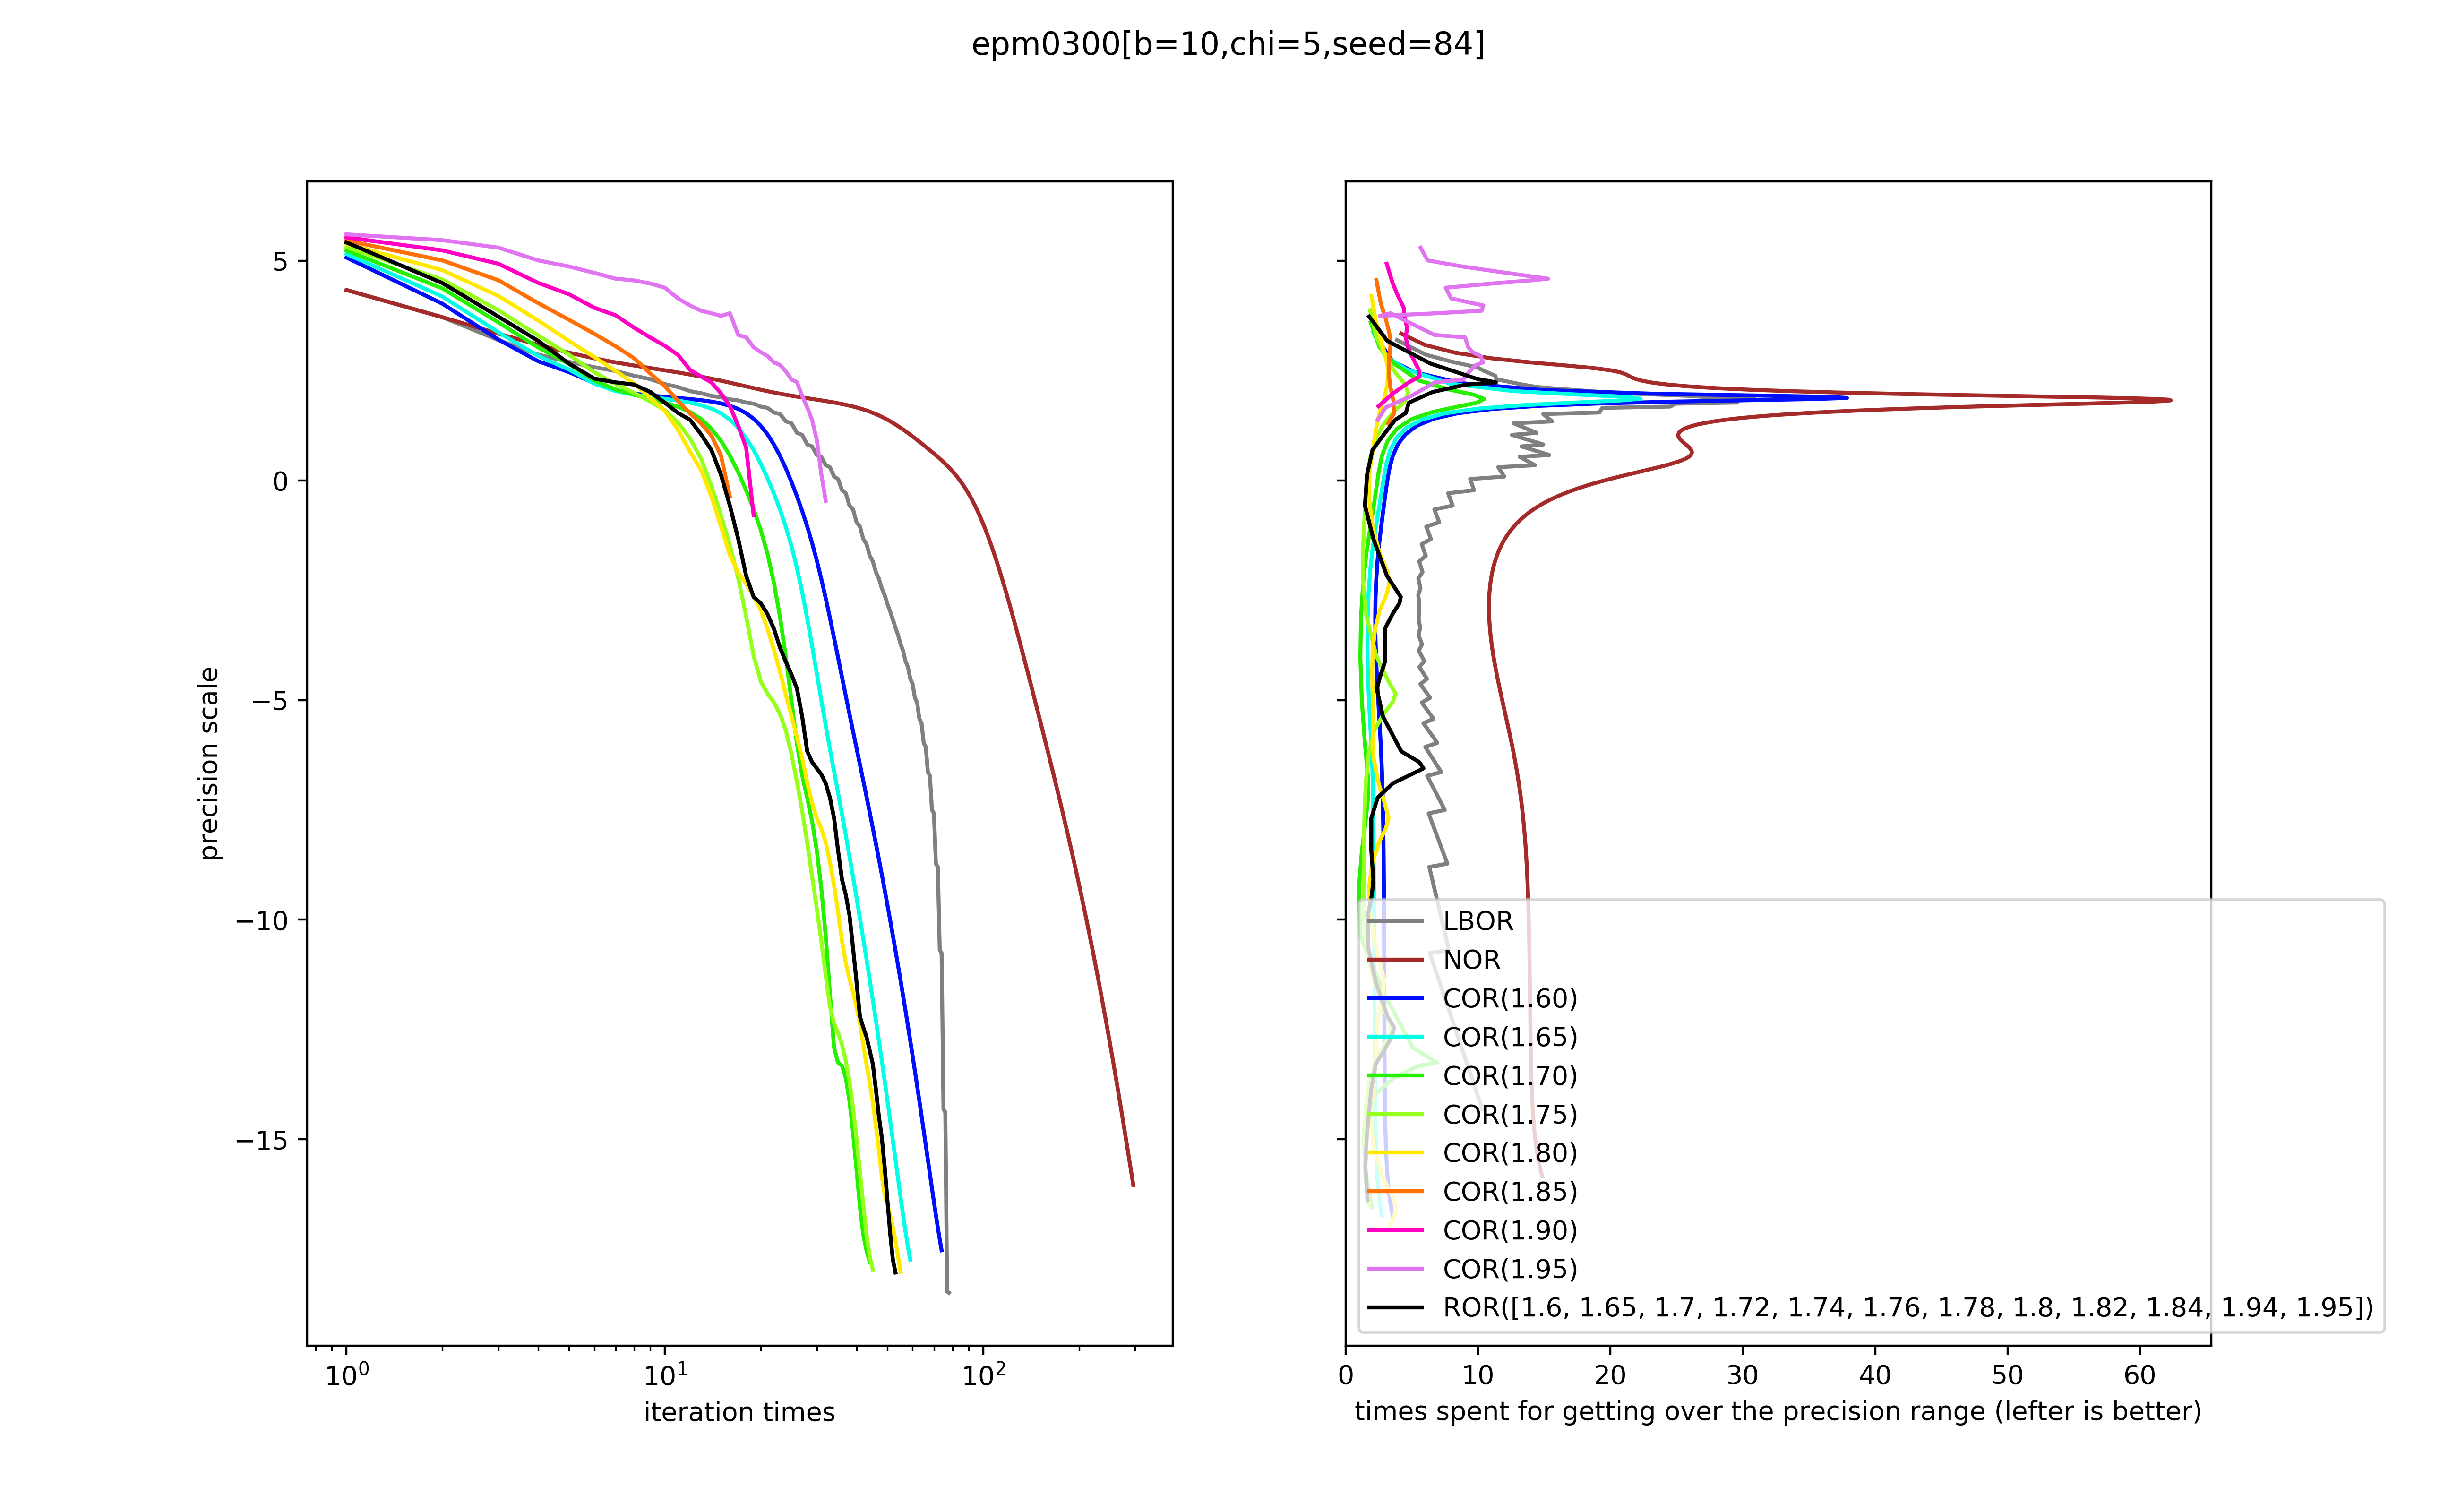 epm0300[b=10,chi=5,seed=84]
precision scale
5
0
−5
−10
−15
10⁰
10¹
10²
iteration times
LBOR
NOR
COR(1.60)
COR(1.65)
COR(1.70)
COR(1.75)
COR(1.80)
COR(1.85)
COR(1.90)
COR(1.95)
ROR([1.6, 1.65, 1.7, 1.72, 1.74, 1.76, 1.78, 1.8, 1.82, 1.84, 1.94, 1.95])
0 10 20 30 40 50 60
times spent for getting over the precision range (lefter is better)